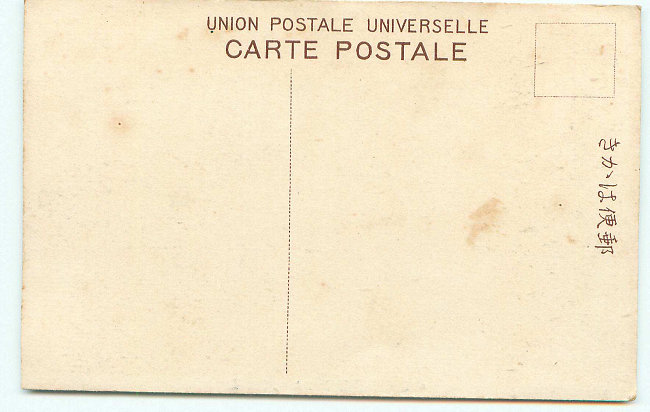 UNION POSTALE UNIVERSELLE
CARTE POSTALE
郵便はがき